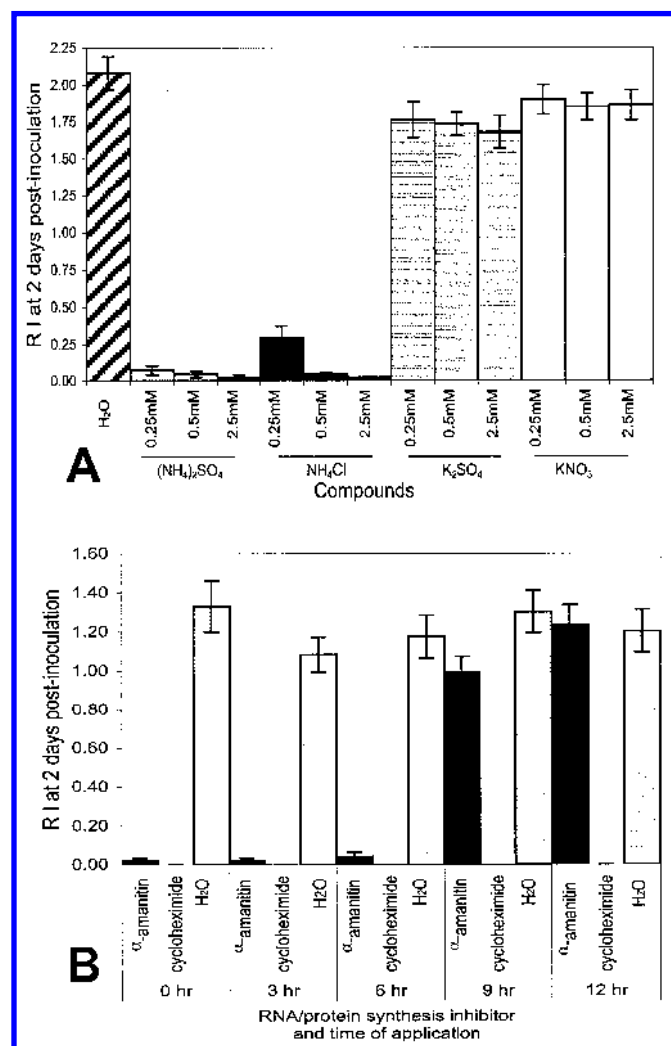 R I at 2 days post-inoculation
2.25
2.00
1.75
1.50
1.25
1.00
0.75
0.50
0.25
0.00
H₂O
0.25mM
0.5mM
2.5mM
0.25mM
0.5mM
2.5mM
0.25mM
0.5mM
2.5mM
0.25mM
0.5mM
2.5mM
(NH₄)₂SO₄ NH₄Cl K₂SO₄ KNO₃
A
Compounds
R I at 2 days post-inoculation
1.60
1.40
1.20
1.00
0.80
0.60
0.40
0.20
0.00
α-amanitin
cycloheximide
H₂O
α-amanitin
cycloheximide
H₂O
α-amanitin
cycloheximide
H₂O
α-amanitin
cycloheximide
H₂O
α-amanitin
cycloheximide
H₂O
0 hr 3 hr 6 hr 9 hr 12 hr
B
RNA/protein synthesis inhibitor
and time of application